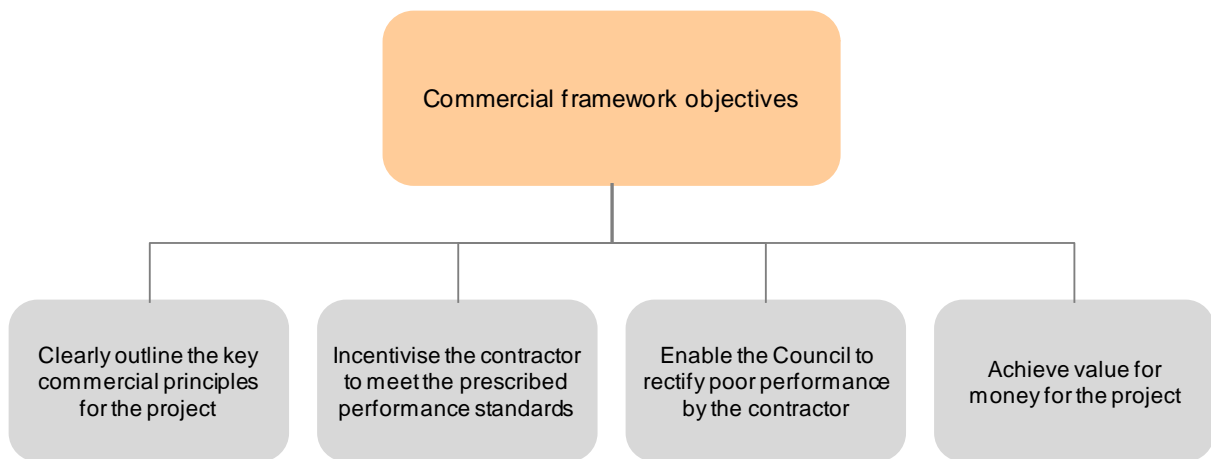 Commercial framework objectives
Clearly outline the key
commercial principles
for the project
Incentivise the contractor
to meet the prescribed
performance standards
Enable the Council to
rectify poor performance
by the contractor
Achieve value for
money for the project